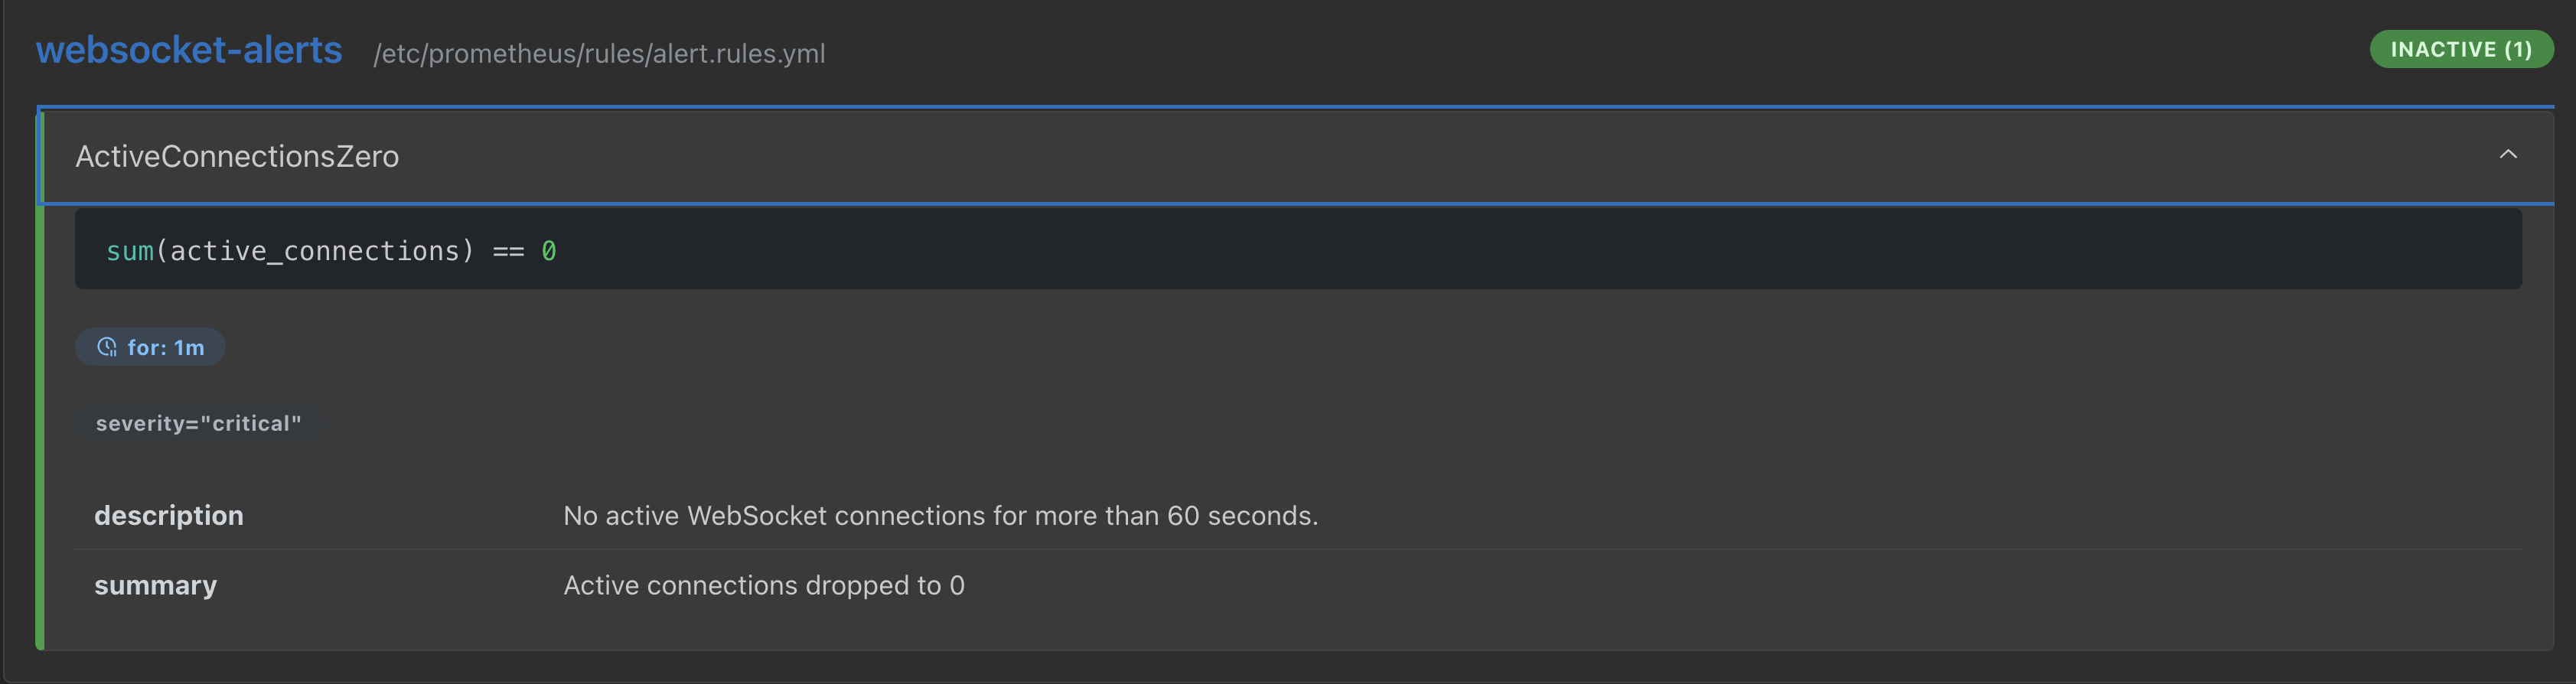 websocket-alerts /etc/prometheus/rules/alert.rules.yml INACTIVE (1)
ActiveConnectionsZero
sum(active_connections) == 0
for: 1m
severity="critical"
description No active WebSocket connections for more than 60 seconds.
summary Active connections dropped to 0